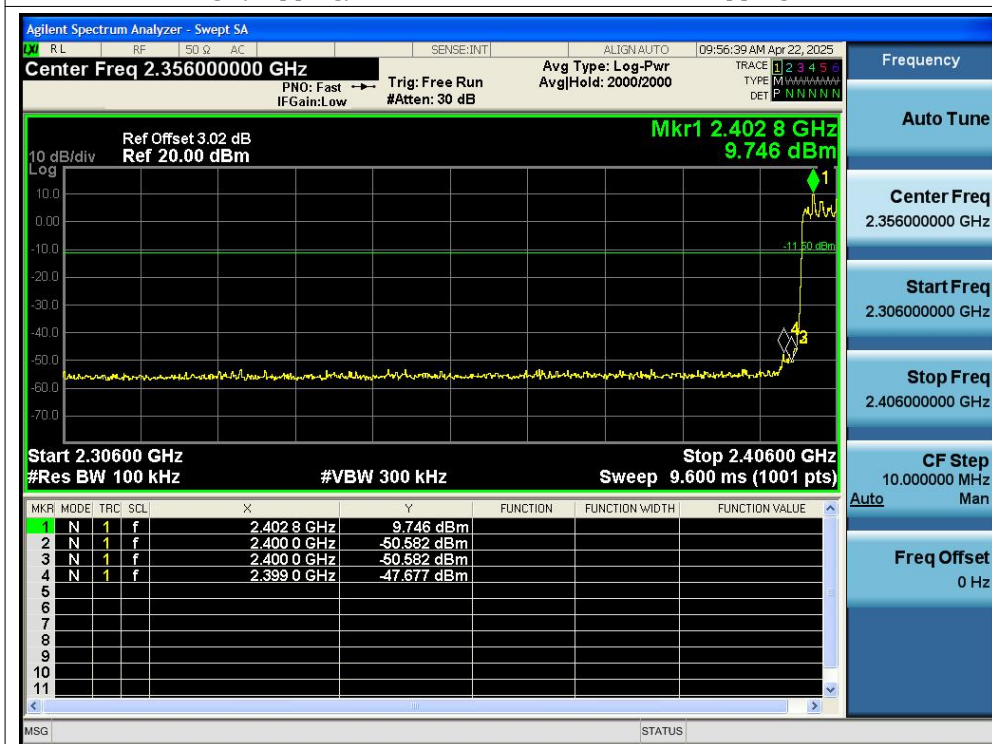 Agilent Spectrum Analyzer - Swept SA
LXI RL RF 50 Ω AC SENSE:INT ALIGN AUTO 09:56:39 AM Apr 22, 2025
Center Freq 2.356000000 GHz
PNO: Fast
IFGain:Low
Trig: Free Run
#Atten: 30 dB
Avg Type: Log-Pwr
Avg|Hold: 2000/2000
TRACE 1 2 3 4 5 6
TYPE MWWWWW
DET P N N N N N
Mkr1 2.402 8 GHz
9.746 dBm
Ref Offset 3.02 dB
10 dB/div Ref 20.00 dBm
Log
10.0
0.00
-10.0
-20.0
-30.0
-40.0
-50.0
-60.0
-70.0
1
-11.50 dBm
4
3
Start 2.30600 GHz Stop 2.40600 GHz
#Res BW 100 kHz #VBW 300 kHz Sweep 9.600 ms (1001 pts)
MKR MODE TRC SCL X Y FUNCTION FUNCTION WIDTH FUNCTION VALUE
1 N 1 f 2.402 8 GHz 9.746 dBm
2 N 1 f 2.400 0 GHz -50.582 dBm
3 N 1 f 2.400 0 GHz -50.582 dBm
4 N 1 f 2.399 0 GHz -47.677 dBm
5
6
7
8
9
10
11
MSG STATUS
Frequency
Auto Tune
Center Freq
2.356000000 GHz
Start Freq
2.306000000 GHz
Stop Freq
2.406000000 GHz
CF Step
10.000000 MHz
Auto Man
Freq Offset
0 Hz